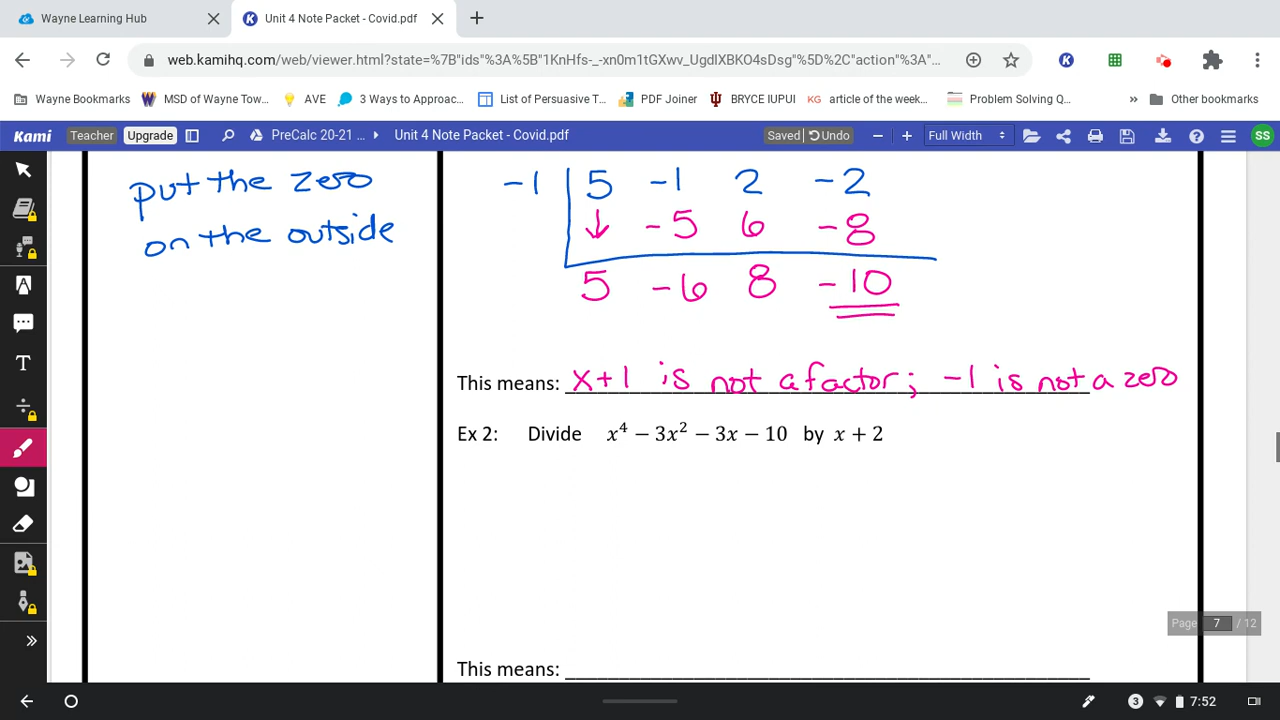 Wayne Learning Hub
Unit 4 Note Packet - Covid.pdf
web.kamihq.com/web/viewer.html?state=%7B"ids"%3A%5B"1KnHfs-_-xn0m1tGXwv_UgdIXBKO4sDsg"%5D%2C"action"%3A"...
Wayne Bookmarks
MSD of Wayne Tow...
AVE
3 Ways to Approac...
List of Persuasive T...
PDF Joiner
BRYCE IUPUI
KG article of the week...
Problem Solving Q...
»
Other bookmarks
Kami Teacher Upgrade
PreCalc 20-21 ...
Unit 4 Note Packet - Covid.pdf
Saved Undo
Full Width
SS
put the zero
on the outside
-1 | 5 -1 2 -2
↓ -5 6 -8
5 -6 8 -10
This means: x+1 is not a factor; -1 is not a zero
Ex 2: Divide x⁴ − 3x² − 3x − 10 by x + 2
This means: ____________
Page 7 / 12
3 7:52